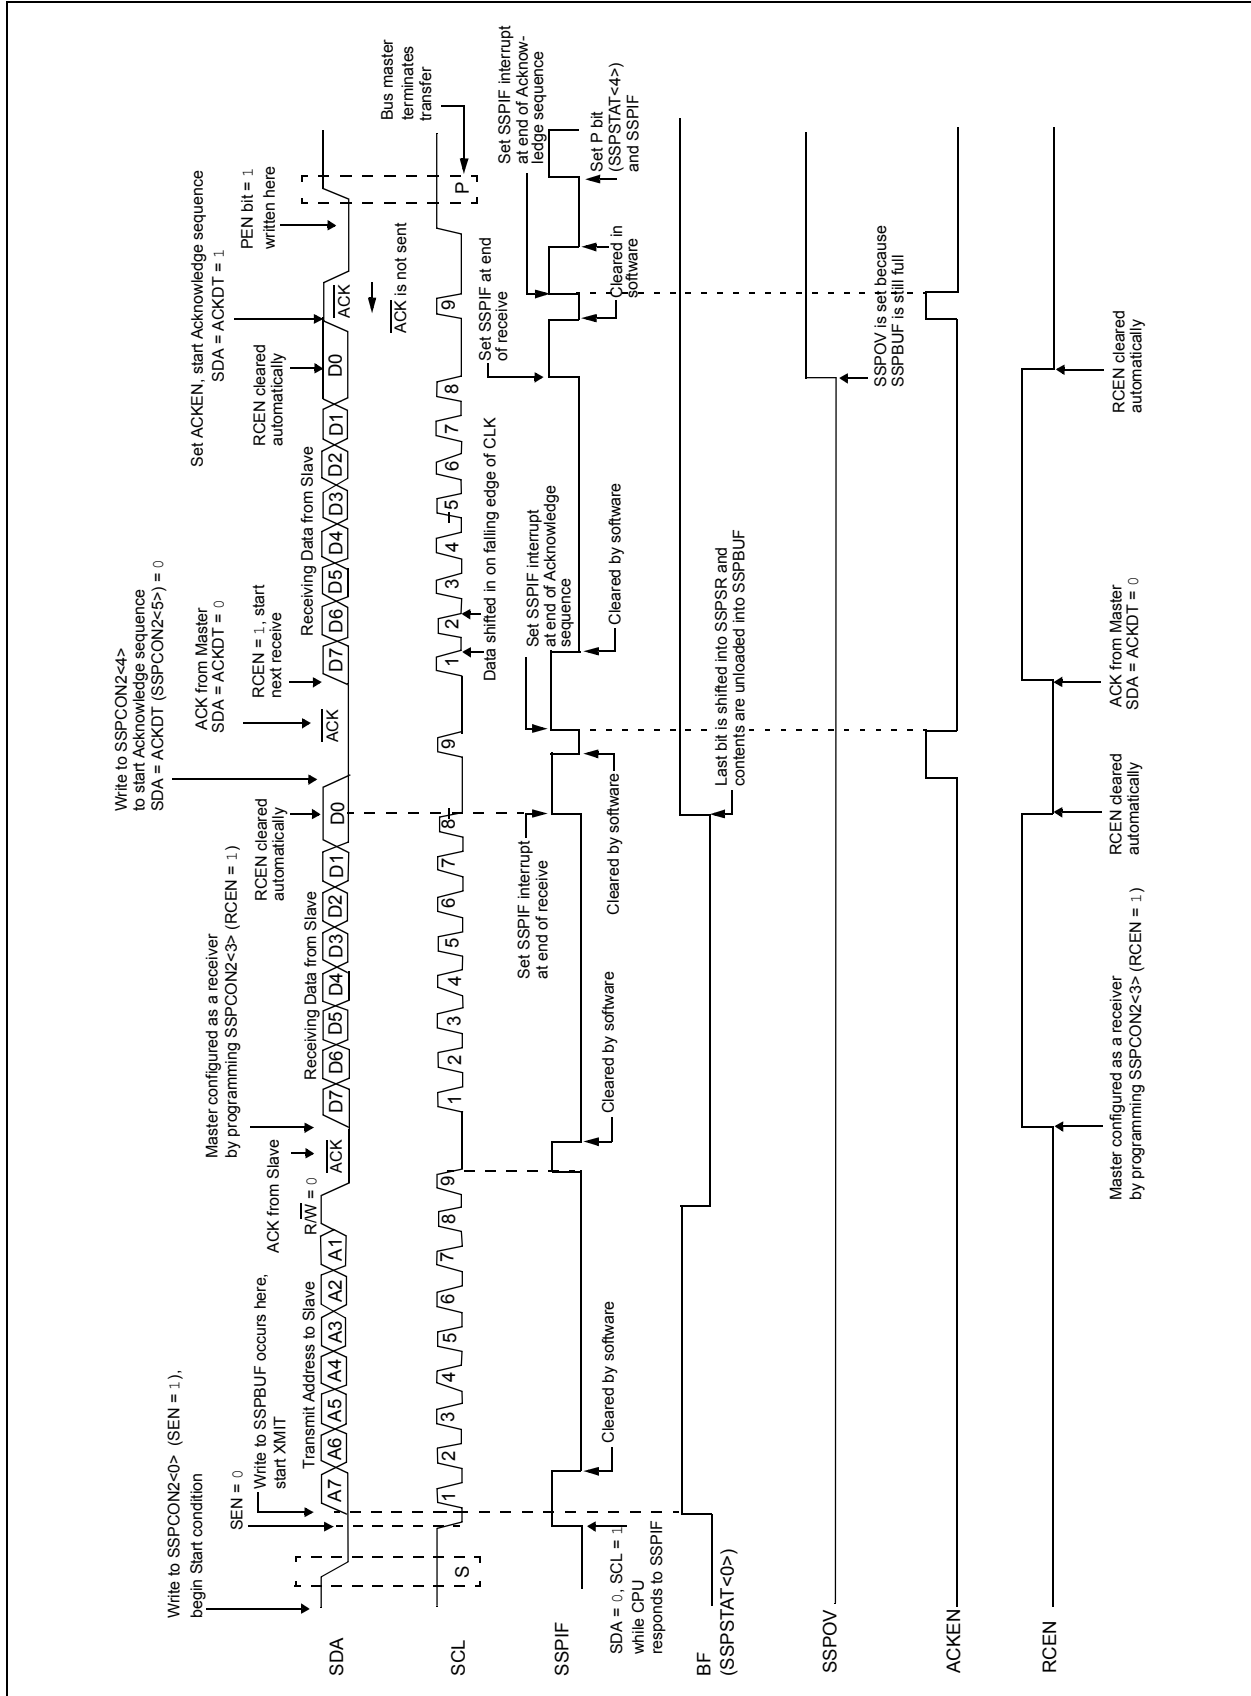 Write to SSPCON2<0> (SEN = 1),
begin Start condition
SEN = 0
Write to SSPBUF occurs here,
start XMIT
Transmit Address to Slave
R/W = 0
ACK from Slave
Master configured as a receiver
by programming SSPCON2<3> (RCEN = 1)
Receiving Data from Slave
RCEN cleared
automatically
Write to SSPCON2<4>
to start Acknowledge sequence
SDA = ACKDT (SSPCON2<5>) = 0
ACK from Master
SDA = ACKDT = 0
RCEN = 1, start
next receive
Receiving Data from Slave
RCEN cleared
automatically
Set ACKEN, start Acknowledge sequence
SDA = ACKDT = 1
PEN bit = 1
written here
SDA
A7 A6 A5 A4 A3 A2 A1
ACK
D7 D6 D5 D4 D3 D2 D1 D0
ACK
D7 D6 D5 D4 D3 D2 D1 D0
ACK
ACK is not sent
Bus master
terminates
transfer
SCL
S
1 2 3 4 5 6 7 8 9
1 2 3 4 5 6 7 8 9
1 2 3 4 5 6 7 8 9
P
Data shifted in on falling edge of CLK
Set SSPIF interrupt
at end of receive
Set SSPIF interrupt
at end of Acknowledge
sequence
Set SSPIF at end
of receive
Set SSPIF interrupt
at end of Acknow-
ledge sequence
SSPIF
SDA = 0, SCL = 1
while CPU
responds to SSPIF
Cleared by software
Cleared by software
Cleared by software
Cleared by software
Cleared in
software
Set P bit
(SSPSTAT<4>)
and SSPIF
BF
(SSPSTAT<0>)
Last bit is shifted into SSPSR and
contents are unloaded into SSPBUF
SSPOV
SSPOV is set because
SSPBUF is still full
ACKEN
RCEN
Master configured as a receiver
by programming SSPCON2<3> (RCEN = 1)
RCEN cleared
automatically
ACK from Master
SDA = ACKDT = 0
RCEN cleared
automatically